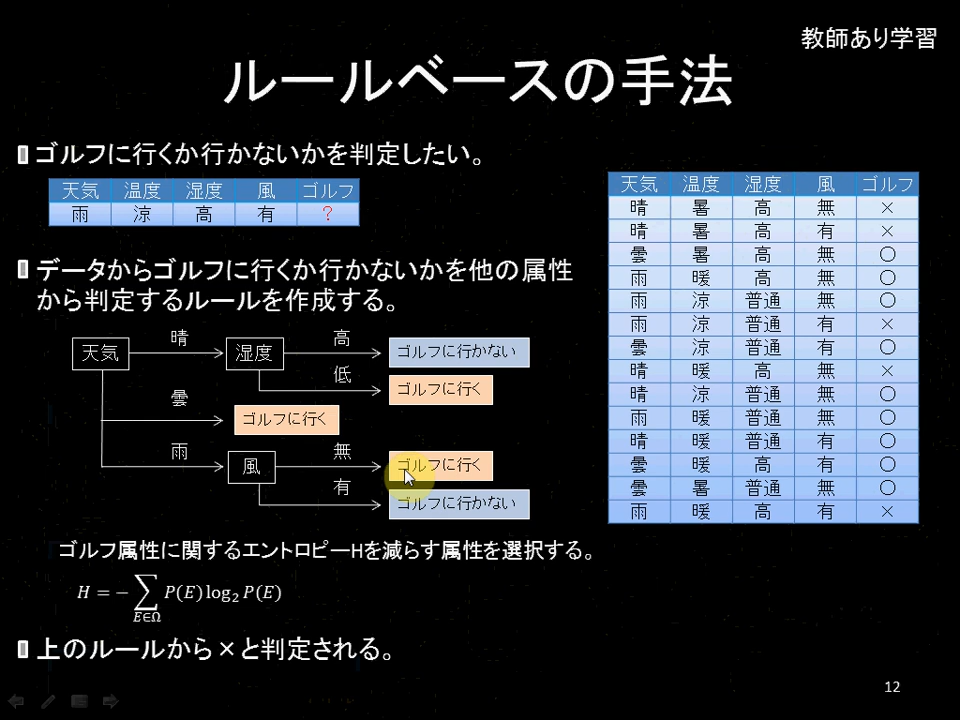 教師あり学習
ルールベースの手法
ゴルフに行くか行かないかを判定したい。
天気 温度 湿度 風 ゴルフ
雨 涼 高 有 ?
データからゴルフに行くか行かないかを他の属性
から判定するルールを作成する。
天気 晴 湿度 高 ゴルフに行かない
低 ゴルフに行く
曇 ゴルフに行く
雨 風 無 ゴルフに行く
有 ゴルフに行かない
ゴルフ属性に関するエントロピーHを減らす属性を選択する。
H = − ∑ P(E) log₂ P(E)
E∈Ω
上のルールから×と判定される。
天気 温度 湿度 風 ゴルフ
晴 暑 高 無 ×
晴 暑 高 有 ×
曇 暑 高 無 〇
雨 暖 高 無 〇
雨 涼 普通 無 〇
雨 涼 普通 有 ×
曇 涼 普通 有 〇
晴 暖 高 無 ×
晴 涼 普通 無 〇
雨 暖 普通 無 〇
晴 暖 普通 有 〇
曇 暖 高 有 〇
曇 暑 普通 無 〇
雨 暖 高 有 ×
12